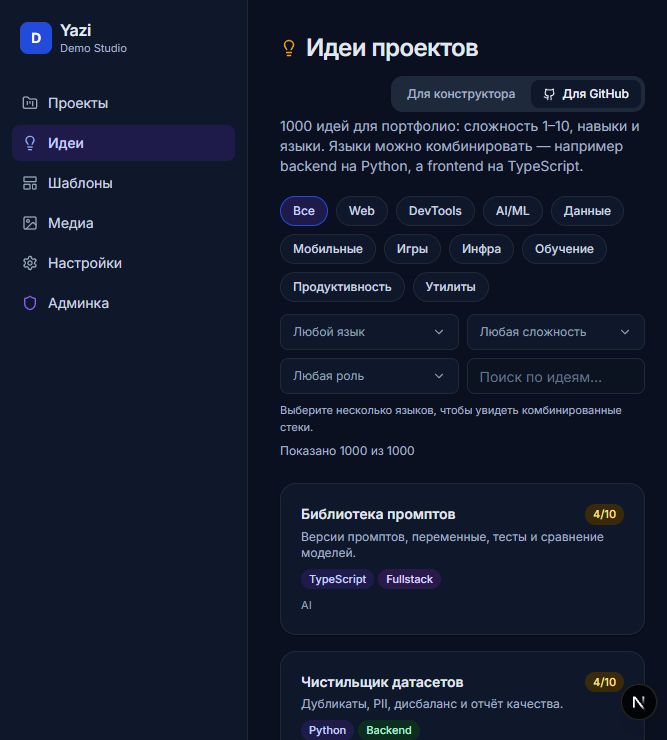 D
Yazi
Demo Studio
Проекты
Идеи
Шаблоны
Медиа
Настройки
Админка
Идеи проектов
Для конструктора
Для GitHub
1000 идей для портфолио: сложность 1–10, навыки и
языки. Языки можно комбинировать — например
backend на Python, а frontend на TypeScript.
Все
Web
DevTools
AI/ML
Данные
Мобильные
Игры
Инфра
Обучение
Продуктивность
Утилиты
Любой язык
Любая сложность
Любая роль
Поиск по идеям...
Выберите несколько языков, чтобы увидеть комбинированные
стеки.
Показано 1000 из 1000
Библиотека промптов
4/10
Версии промптов, переменные, тесты и сравнение
моделей.
TypeScript
Fullstack
AI
Чистильщик датасетов
4/10
Дубликаты, PII, дисбаланс и отчёт качества.
Python
Backend
N